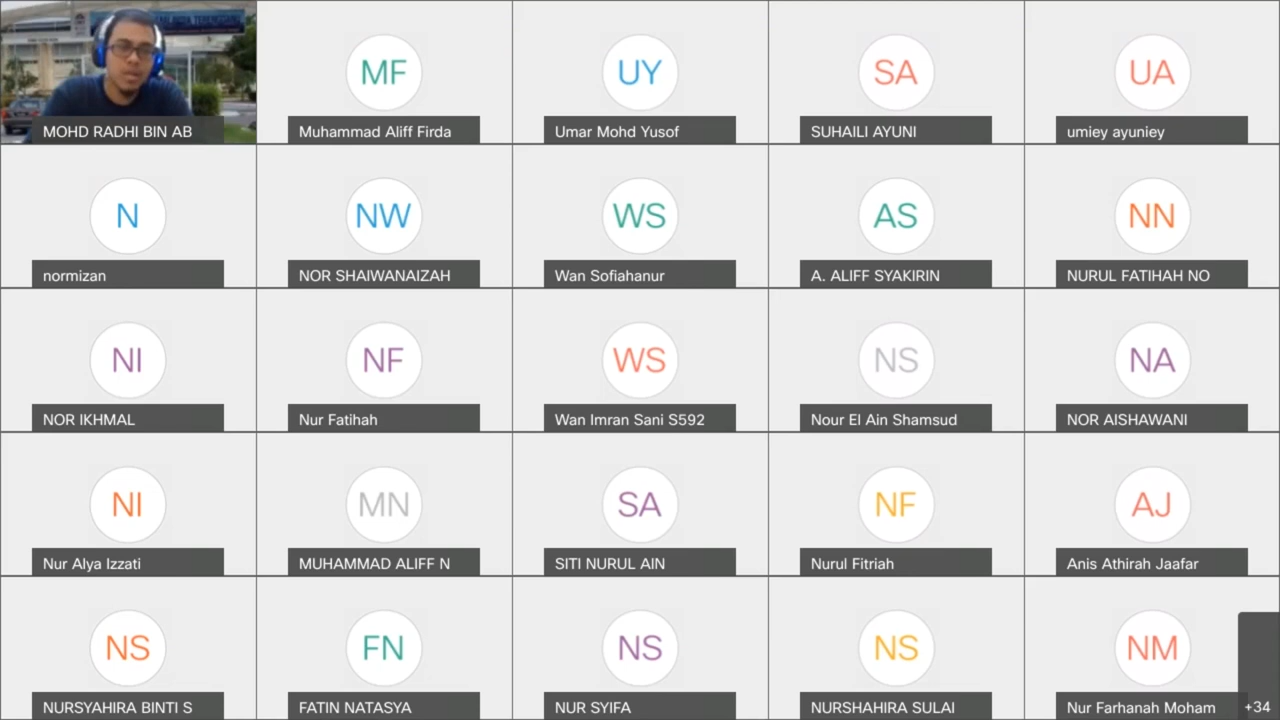 MOHD RADHI BIN AB
MF
Muhammad Aliff Firda
UY
Umar Mohd Yusof
SA
SUHAILI AYUNI
UA
umiey ayuniey
N
normizan
NW
NOR SHAIWANAIZAH
WS
Wan Sofiahanur
AS
A. ALIFF SYAKIRIN
NN
NURUL FATIHAH NO
NI
NOR IKHMAL
NF
Nur Fatihah
WS
Wan Imran Sani S592
NS
Nour El Ain Shamsud
NA
NOR AISHAWANI
NI
Nur Alya Izzati
MN
MUHAMMAD ALIFF N
SA
SITI NURUL AIN
NF
Nurul Fitriah
AJ
Anis Athirah Jaafar
NS
NURSYAHIRA BINTI S
FN
FATIN NATASYA
NS
NUR SYIFA
NS
NURSHAHIRA SULAI
NM
Nur Farhanah Moham
+34